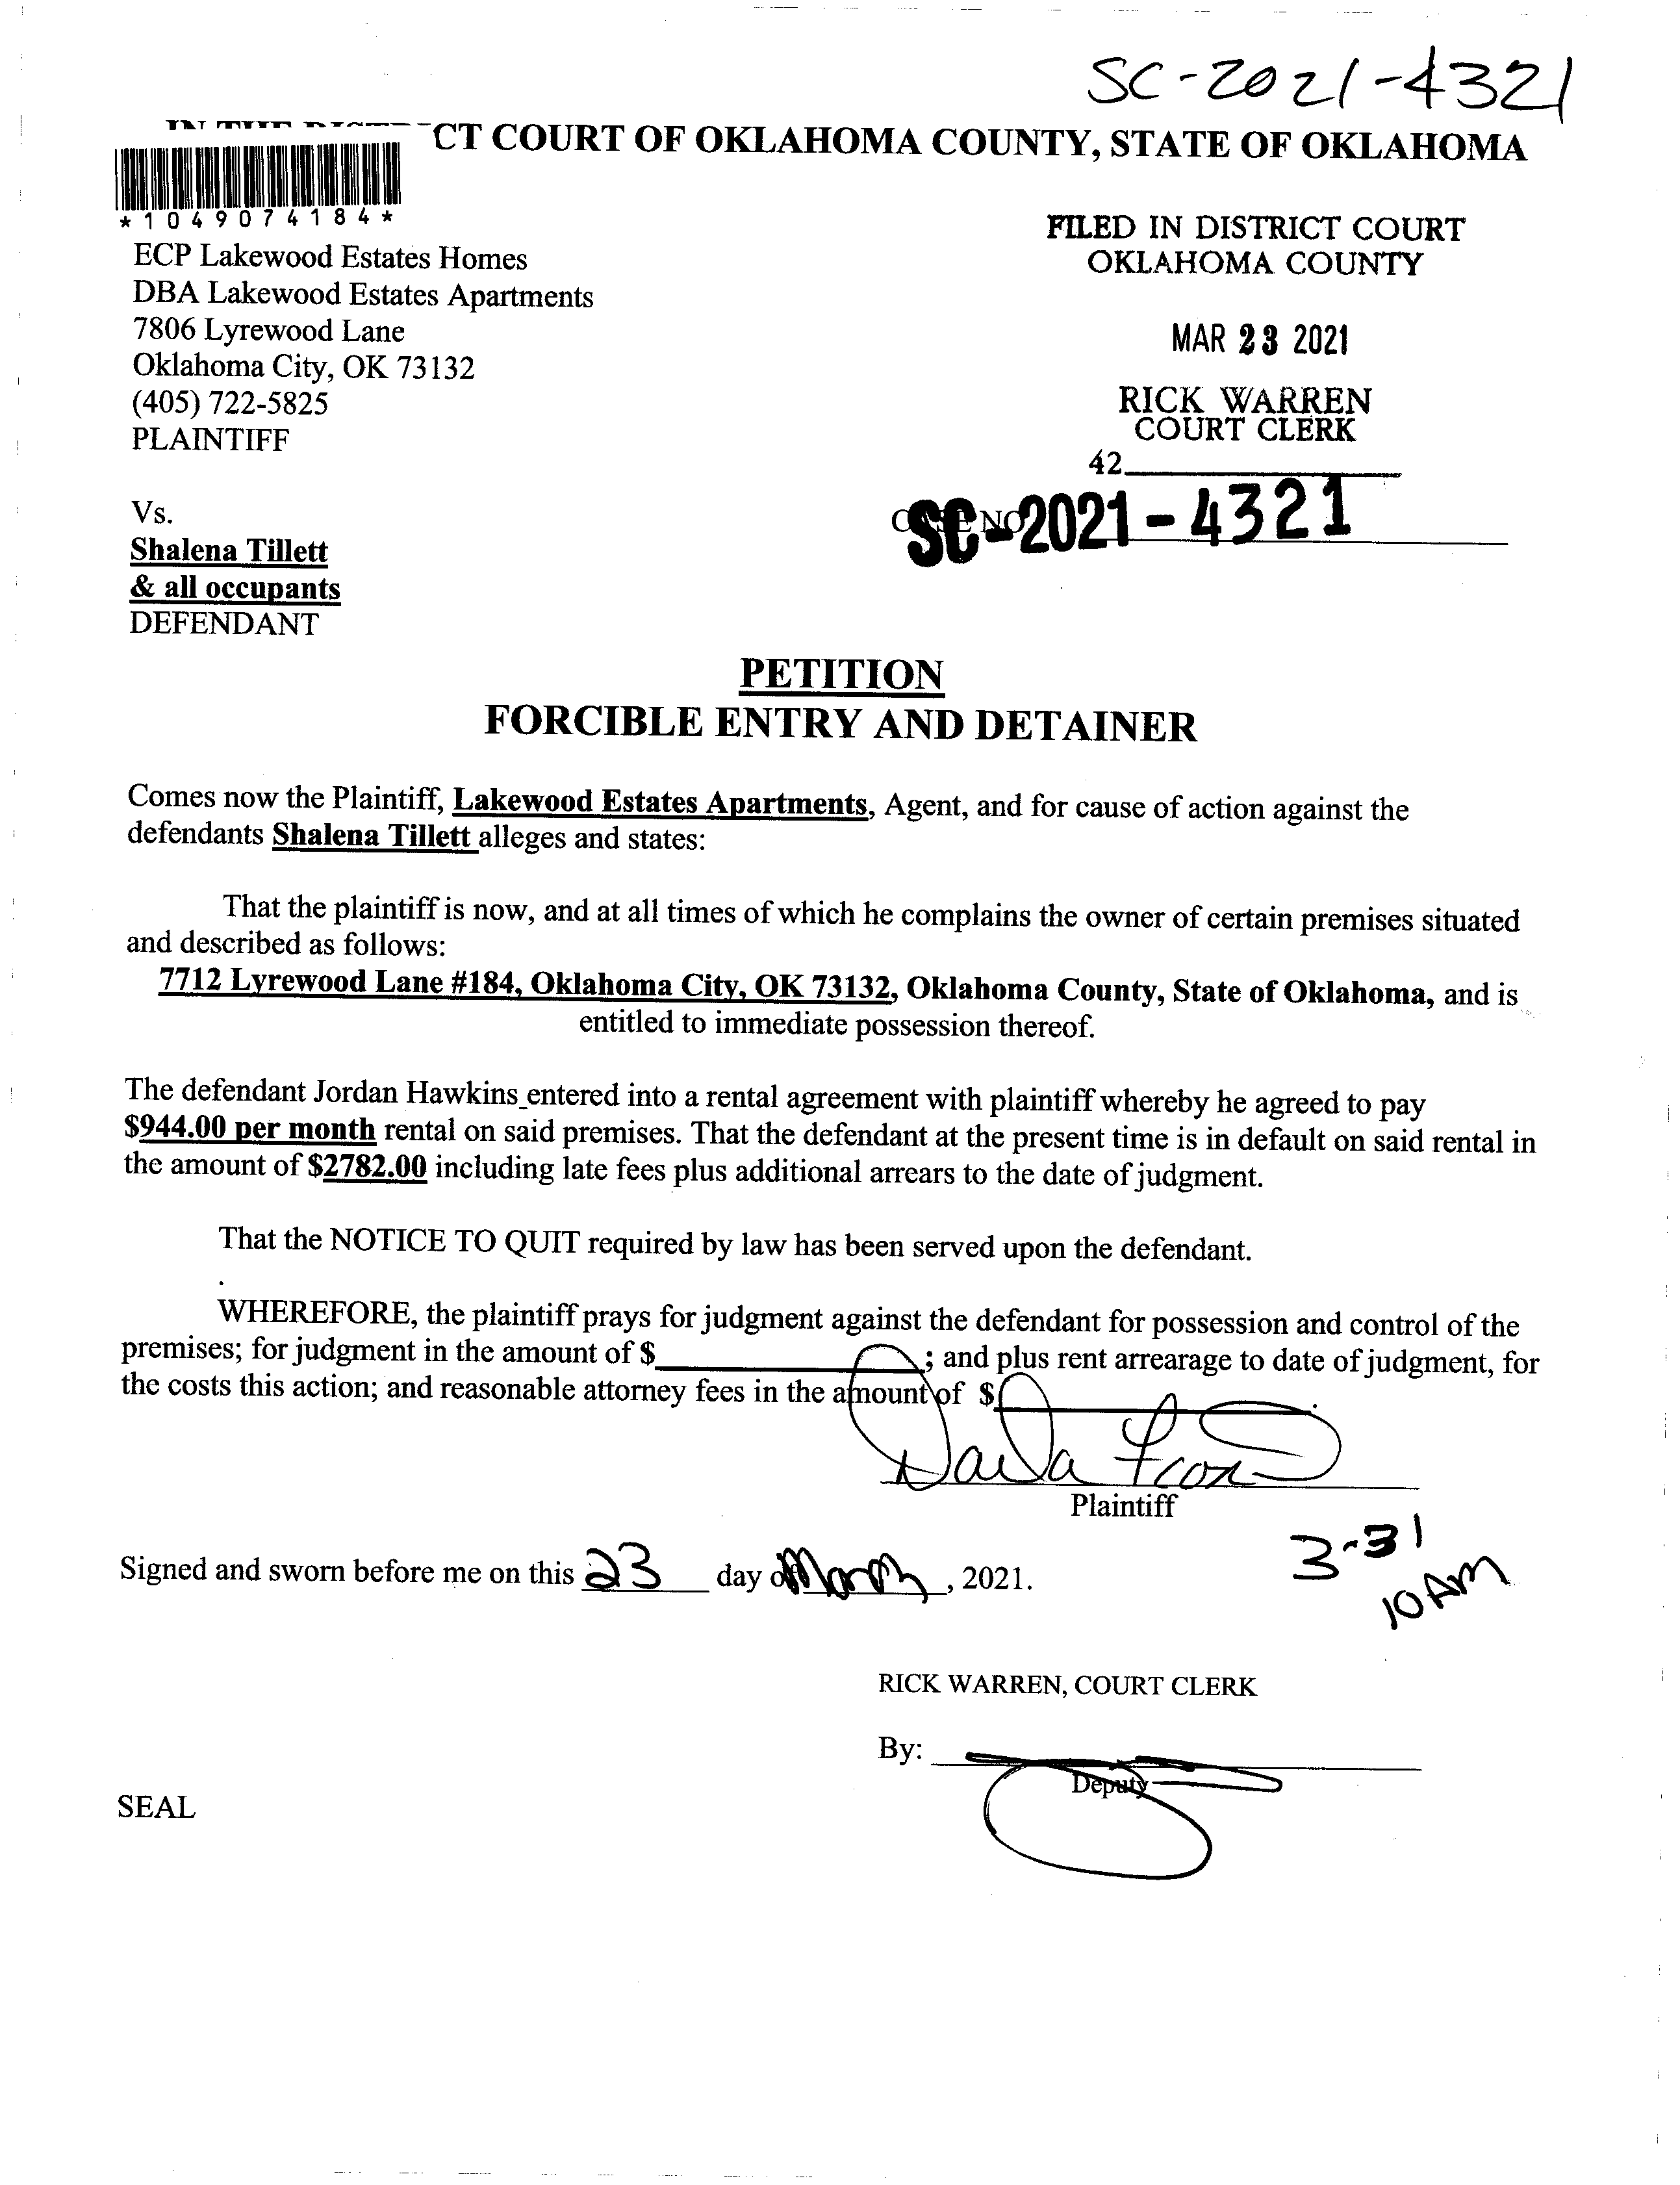 SC-2021-4321
IN THE DISTRICT COURT OF OKLAHOMA COUNTY, STATE OF OKLAHOMA
*1049074184*
ECP Lakewood Estates Homes
DBA Lakewood Estates Apartments
7806 Lyrewood Lane
Oklahoma City, OK 73132
(405) 722-5825
PLAINTIFF
FILED IN DISTRICT COURT
OKLAHOMA COUNTY
MAR 23 2021
RICK WARREN
COURT CLERK
42
Vs.
Shalena Tillett
& all occupants
DEFENDANT
CASE NO
SC-2021-4321
PETITION
FORCIBLE ENTRY AND DETAINER
Comes now the Plaintiff, Lakewood Estates Apartments, Agent, and for cause of action against the
defendants Shalena Tillett alleges and states:
That the plaintiff is now, and at all times of which he complains the owner of certain premises situated
and described as follows:
7712 Lyrewood Lane #184, Oklahoma City, OK 73132, Oklahoma County, State of Oklahoma, and is
entitled to immediate possession thereof.
The defendant Jordan Hawkins entered into a rental agreement with plaintiff whereby he agreed to pay
$944.00 per month rental on said premises. That the defendant at the present time is in default on said rental in
the amount of $2782.00 including late fees plus additional arrears to the date of judgment.
That the NOTICE TO QUIT required by law has been served upon the defendant.
.
WHEREFORE, the plaintiff prays for judgment against the defendant for possession and control of the
premises; for judgment in the amount of $ ; and plus rent arrearage to date of judgment, for
the costs this action; and reasonable attorney fees in the amount of $ .
Darla
Plaintiff
3-31
10 AM
Signed and sworn before me on this 23 day of March, 2021.
RICK WARREN, COURT CLERK
By:
Deputy
SEAL